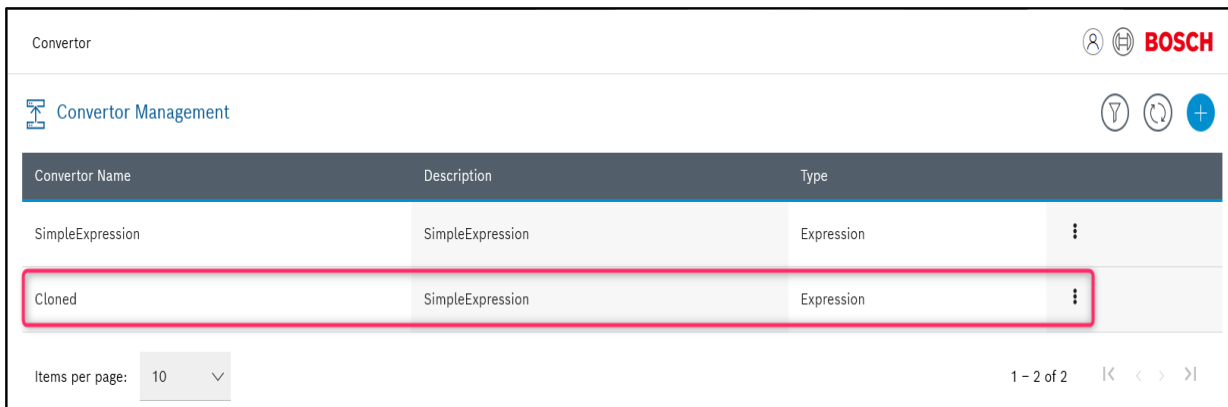 Convertor BOSCH
Convertor Management
Convertor Name Description Type
SimpleExpression SimpleExpression Expression
Cloned SimpleExpression Expression
Items per page: 10 1 – 2 of 2